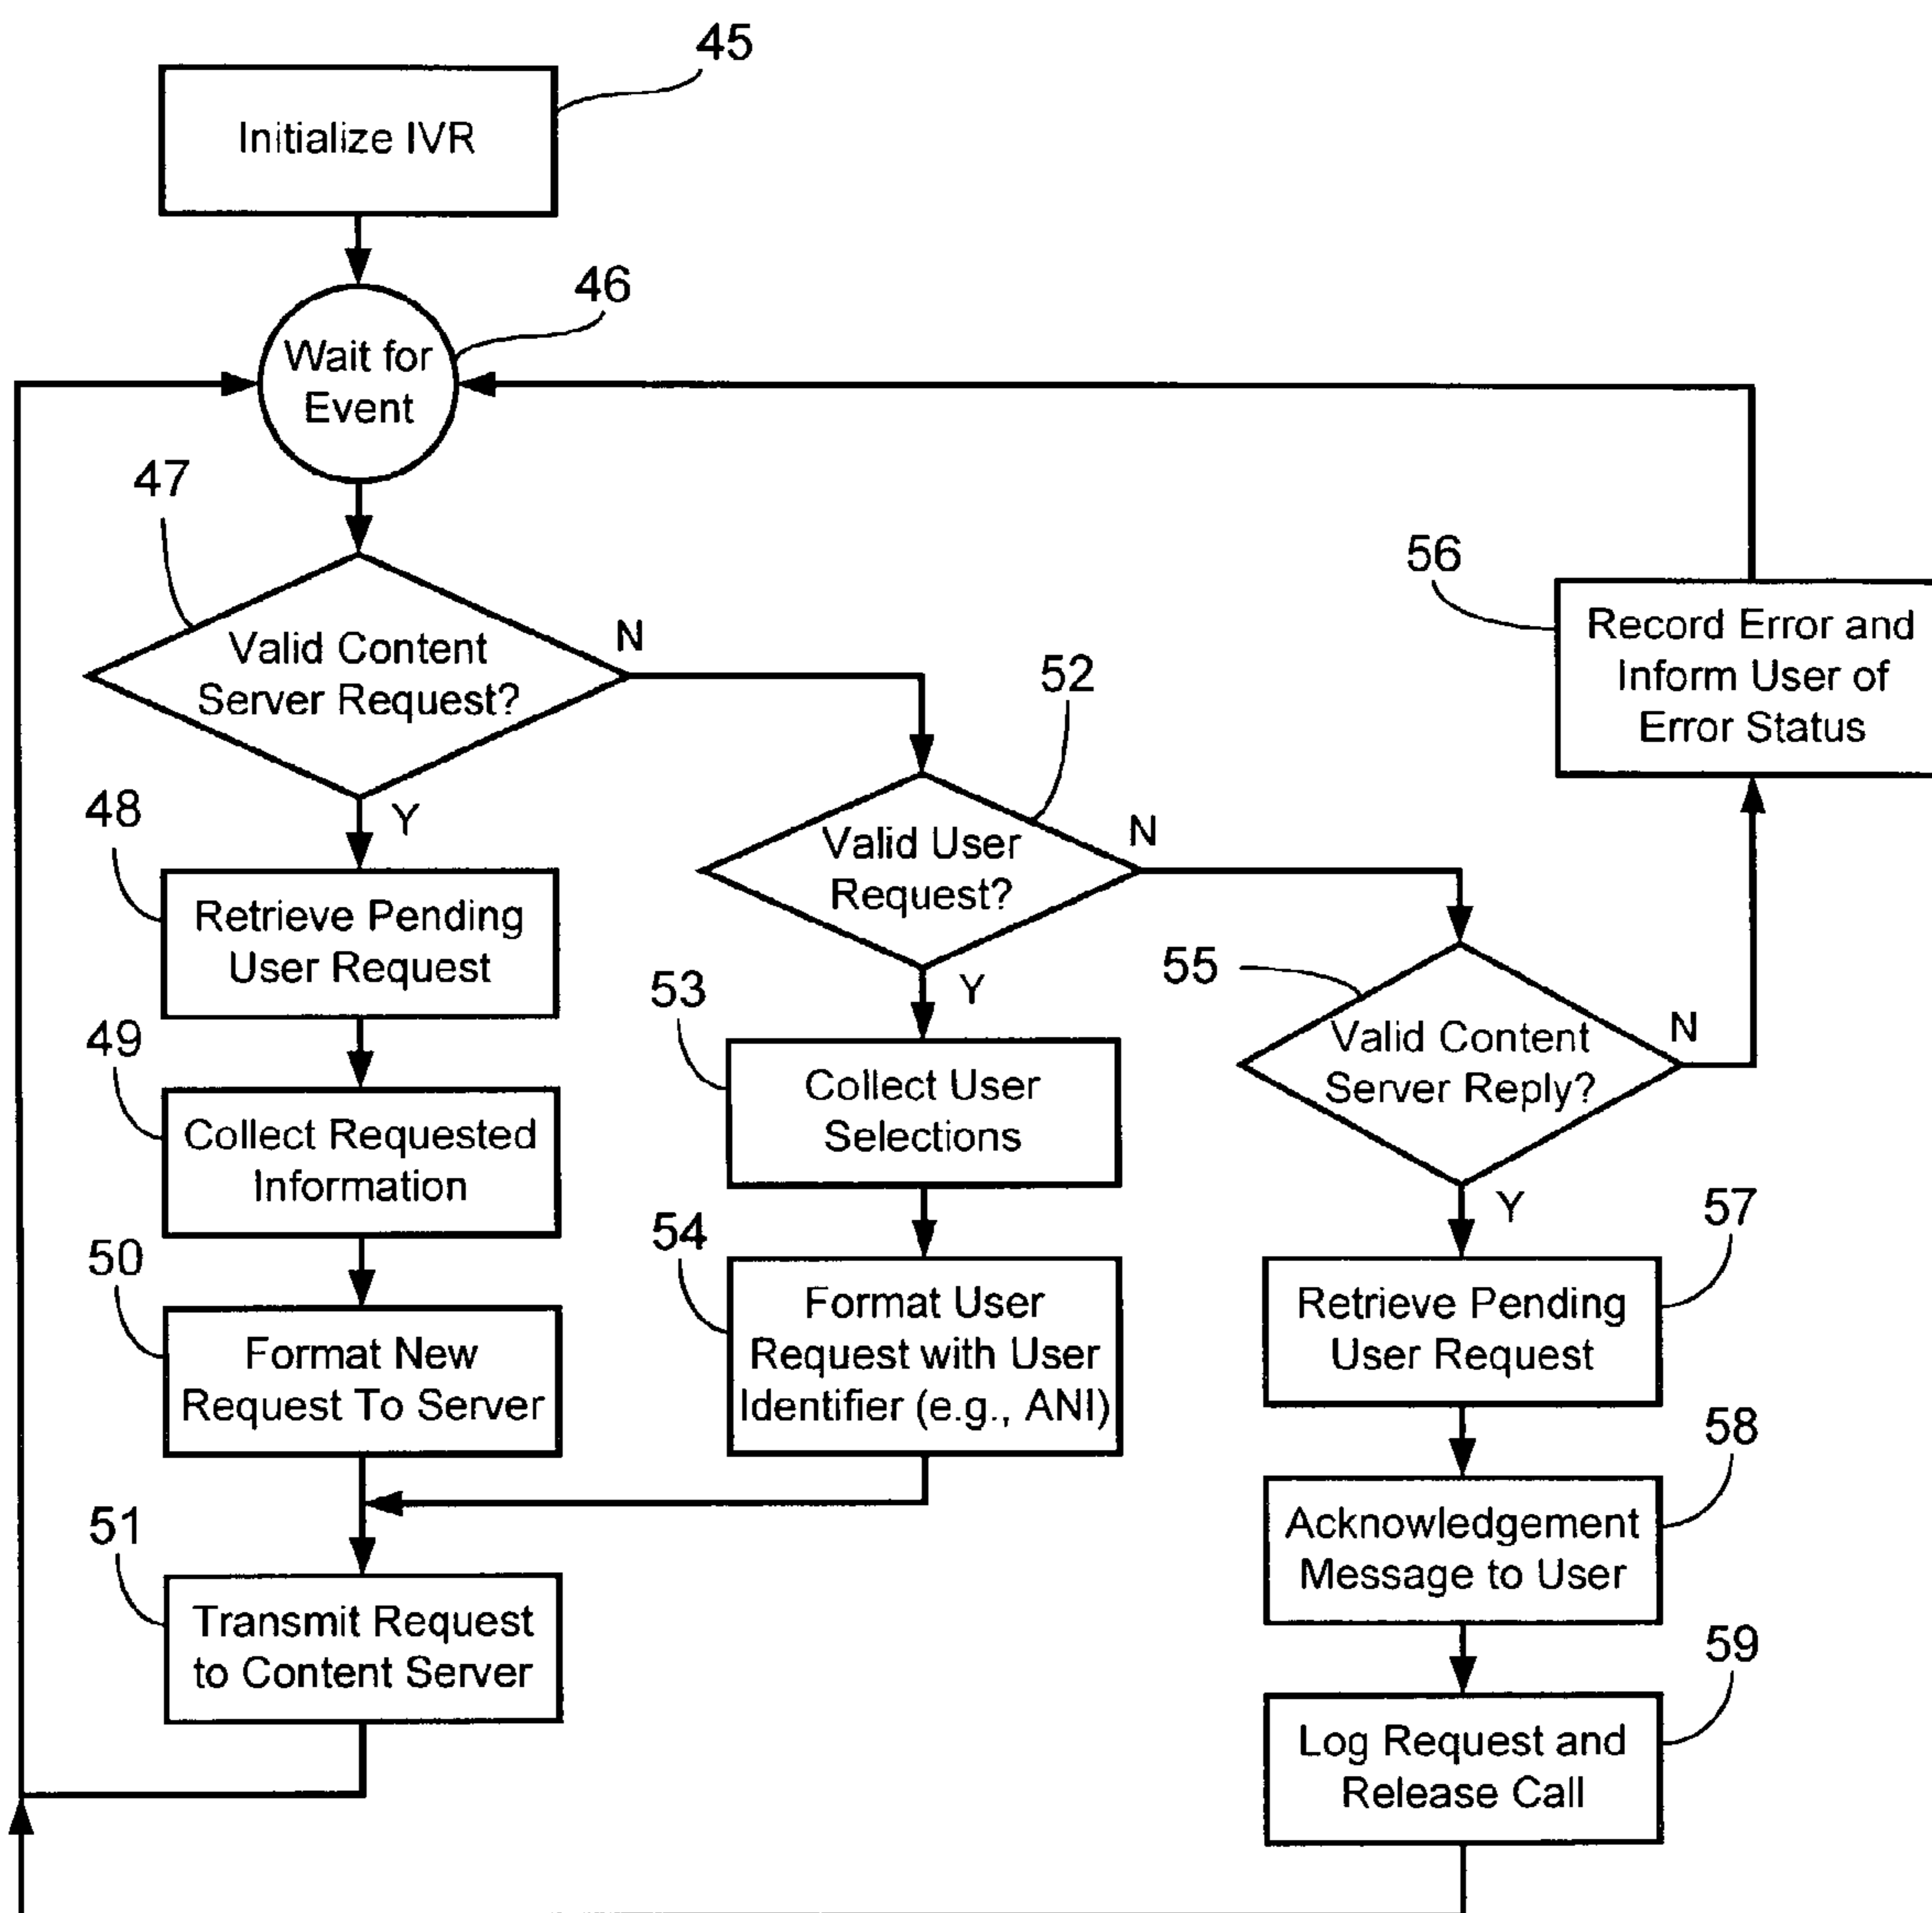 45
Initialize IVR
46
Wait for
Event
47
Valid Content
Server Request?
N
Y
52
Valid User
Request?
N
Y
56
Record Error and
Inform User of
Error Status
48
Retrieve Pending
User Request
53
Collect User
Selections
55
Valid Content
Server Reply?
N
Y
49
Collect Requested
Information
54
Format User
Request with User
Identifier (e.g., ANI)
57
Retrieve Pending
User Request
50
Format New
Request To Server
58
Acknowledgement
Message to User
51
Transmit Request
to Content Server
59
Log Request and
Release Call